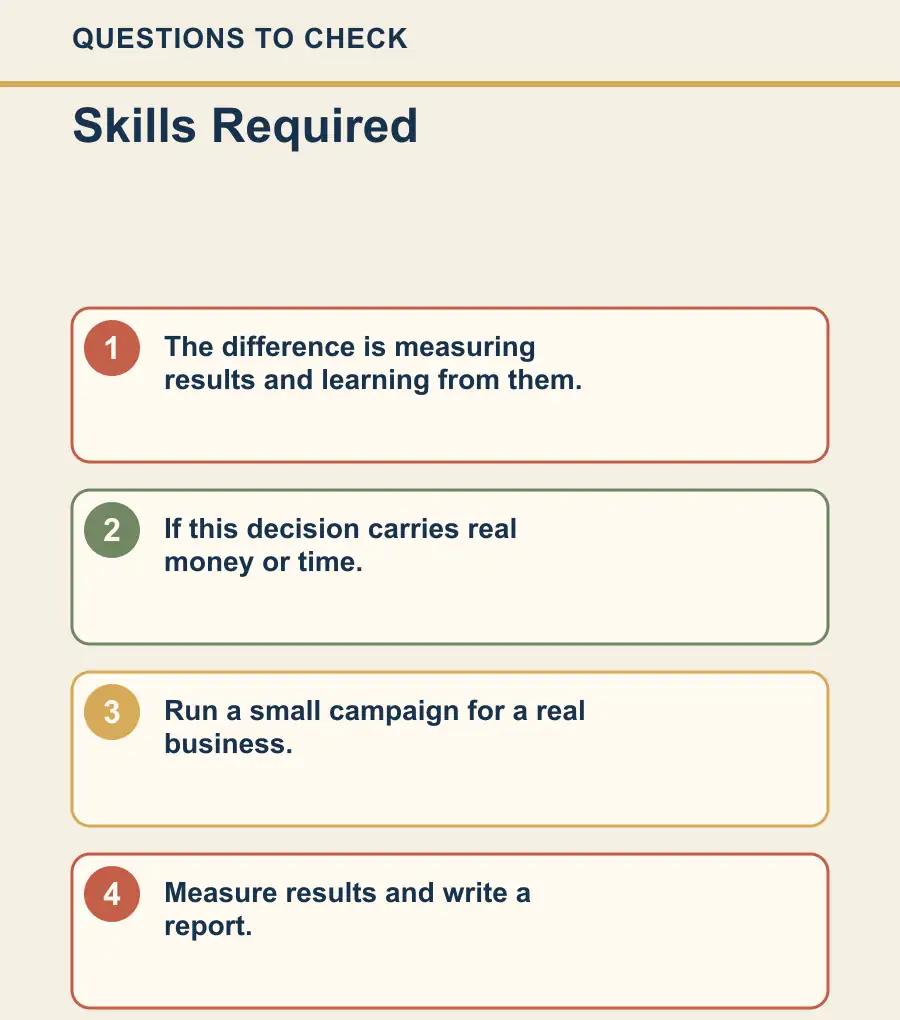 QUESTIONS TO CHECK
Skills Required
1
The difference is measuring
results and learning from them.
2
If this decision carries real
money or time.
3
Run a small campaign for a real
business.
4
Measure results and write a
report.